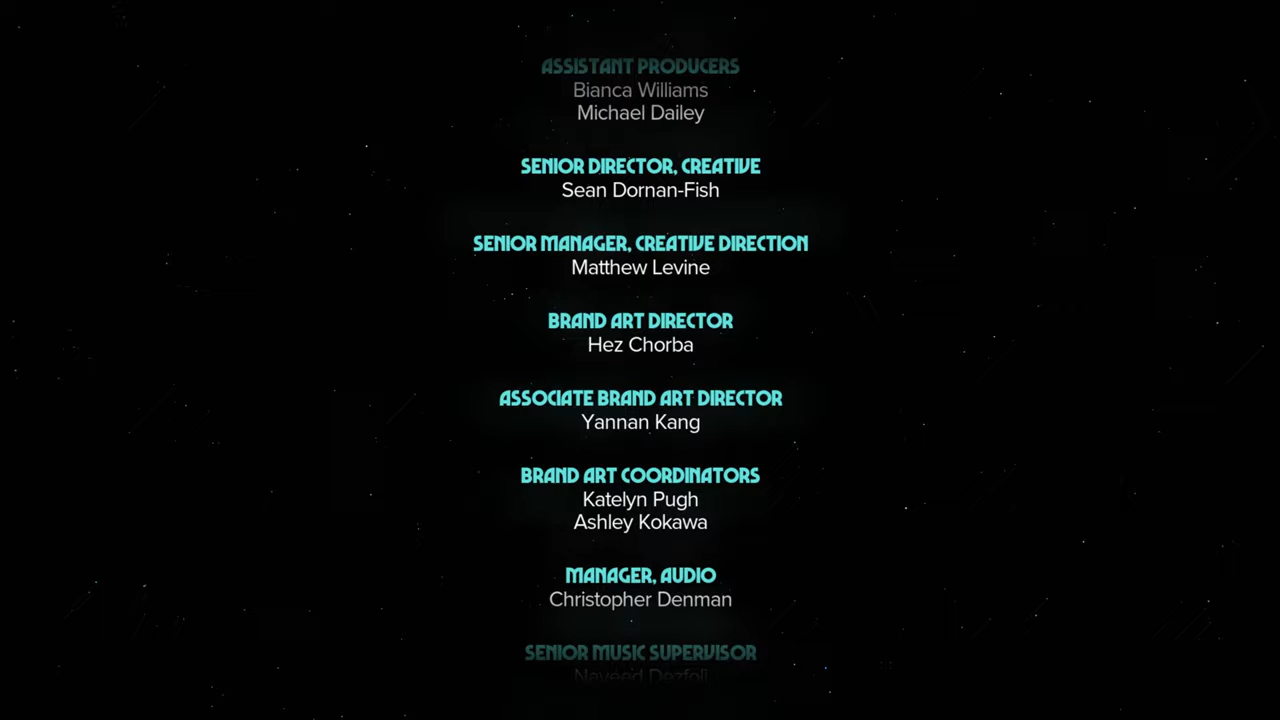 ASSISTANT PRODUCERS
Bianca Williams
Michael Dailey
SENIOR DIRECTOR, CREATIVE
Sean Dornan-Fish
SENIOR MANAGER, CREATIVE DIRECTION
Matthew Levine
BRAND ART DIRECTOR
Hez Chorba
ASSOCIATE BRAND ART DIRECTOR
Yannan Kang
BRAND ART COORDINATORS
Katelyn Pugh
Ashley Kokawa
MANAGER, AUDIO
Christopher Denman
SENIOR MUSIC SUPERVISOR
Naveed Dezfoli